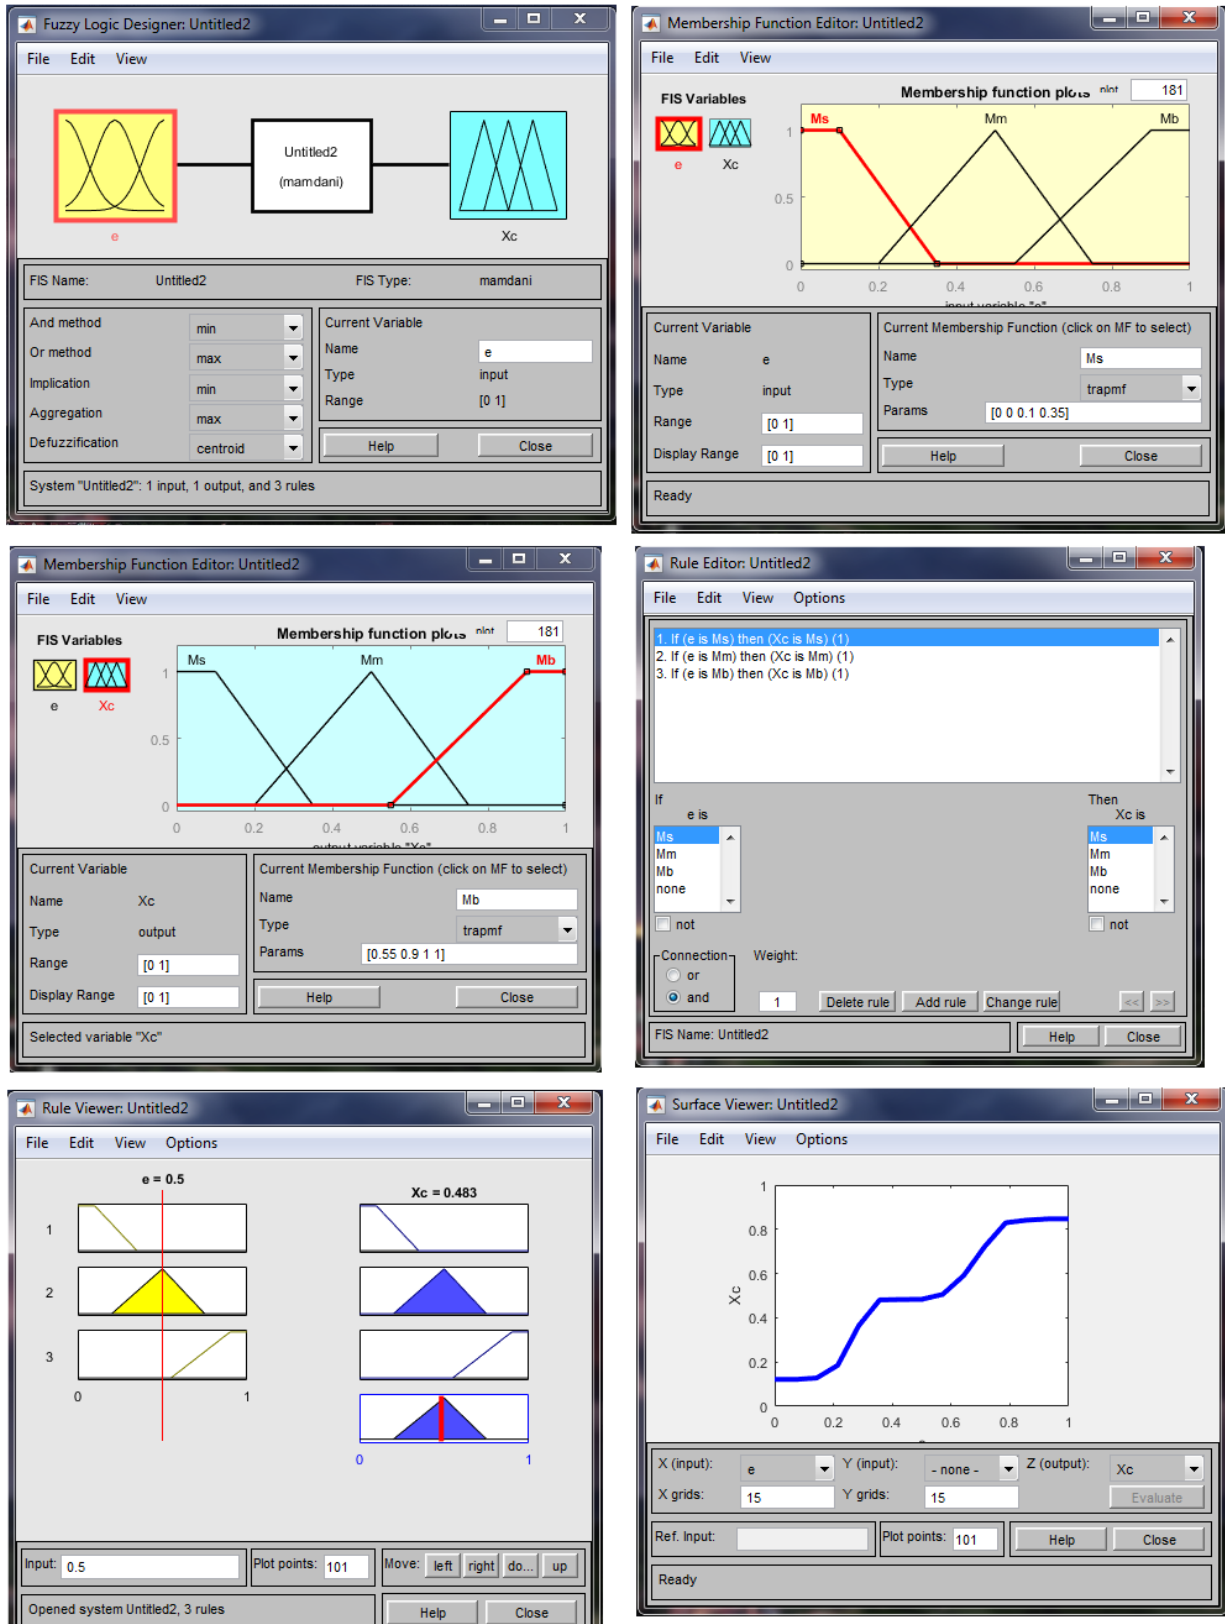 Fuzzy Logic Designer: Untitled2
File Edit View
Untitled2
(mamdani)
e
Xc
FIS Name: Untitled2 FIS Type: mamdani
And method min
Or method max
Implication min
Aggregation max
Defuzzification centroid
Current Variable
Name e
Type input
Range [0 1]
Help Close
System "Untitled2": 1 input, 1 output, and 3 rules
Membership Function Editor: Untitled2
File Edit View
FIS Variables
e Xc
Membership function plots plot 181
Ms Mm Mb
1
0.5
0
0 0.2 0.4 0.6 0.8 1
input variable "e"
Current Variable
Name e
Type input
Range [0 1]
Display Range [0 1]
Current Membership Function (click on MF to select)
Name Ms
Type trapmf
Params [0 0 0.1 0.35]
Help Close
Ready
Membership Function Editor: Untitled2
File Edit View
FIS Variables
e Xc
Membership function plots plot 181
Ms Mm Mb
1
0.5
0
0 0.2 0.4 0.6 0.8 1
output variable "Xc"
Current Variable
Name Xc
Type output
Range [0 1]
Display Range [0 1]
Current Membership Function (click on MF to select)
Name Mb
Type trapmf
Params [0.55 0.9 1 1]
Help Close
Selected variable "Xc"
Rule Editor: Untitled2
File Edit View Options
1. If (e is Ms) then (Xc is Ms) (1)
2. If (e is Mm) then (Xc is Mm) (1)
3. If (e is Mb) then (Xc is Mb) (1)
If
e is
Ms
Mm
Mb
none
not
Then
Xc is
Ms
Mm
Mb
none
not
Connection
or
and
Weight:
1 Delete rule Add rule Change rule << >>
FIS Name: Untitled2
Help Close
Rule Viewer: Untitled2
File Edit View Options
e = 0.5
Xc = 0.483
1
2
3
0 1
0 1
Input: 0.5 Plot points: 101 Move: left right do... up
Opened system Untitled2, 3 rules
Help Close
Surface Viewer: Untitled2
File Edit View Options
1
0.8
0.6
0.4
0.2
0
Xc
0 0.2 0.4 0.6 0.8 1
X (input): e Y (input): - none - Z (output): Xc
X grids: 15 Y grids: 15 Evaluate
Ref. Input: Plot points: 101 Help Close
Ready